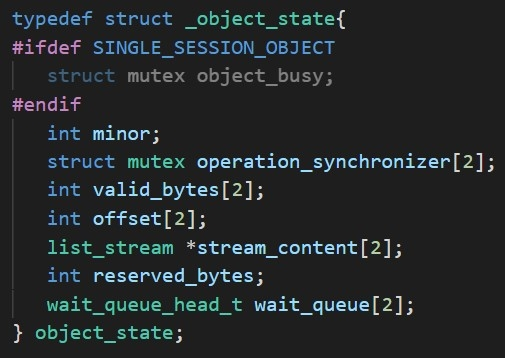 typedef struct _object_state{
#ifdef SINGLE_SESSION_OBJECT
struct mutex object_busy;
#endif
int minor;
struct mutex operation_synchronizer[2];
int valid_bytes[2];
int offset[2];
list_stream *stream_content[2];
int reserved_bytes;
wait_queue_head_t wait_queue[2];
} object_state;